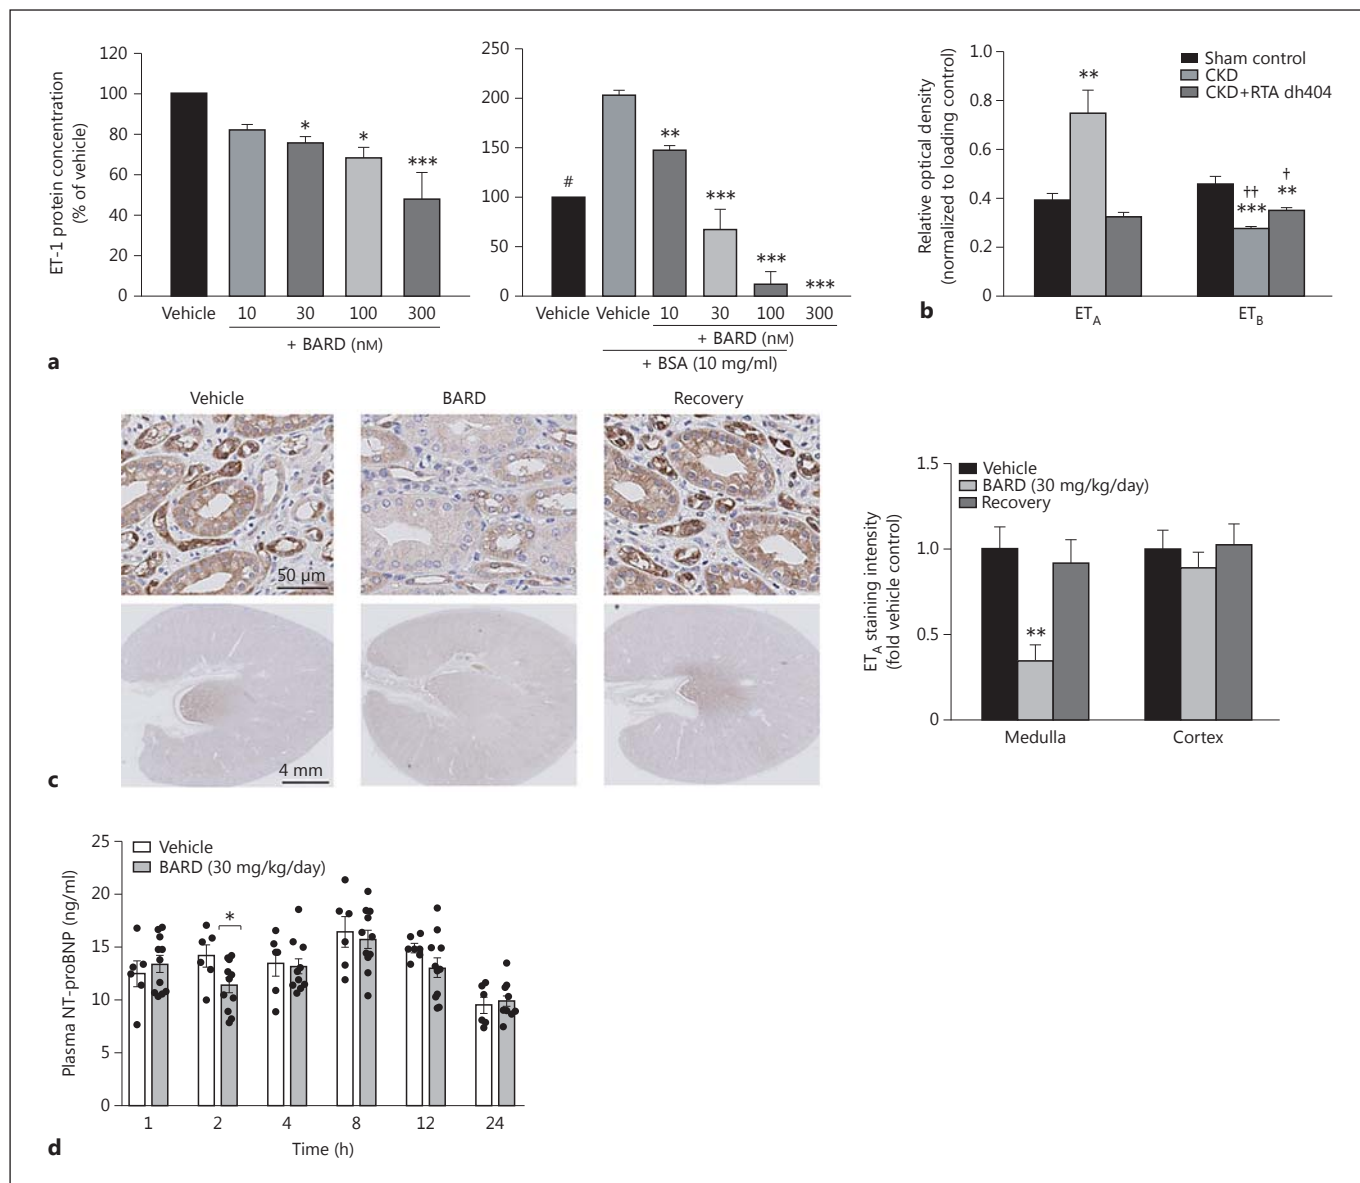 120
100
80
60
40
20
0
ET-1 protein concentration
(% of vehicle)
*
*
***
Vehicle 10 30 100 300
+ BARD (nM)
250
200
150
100
50
0
#
**
***
***
***
Vehicle Vehicle 10 30 100 300
+ BARD (nM)
+ BSA (10 mg/ml)
a
1.0
0.8
0.6
0.4
0.2
0
Relative optical density
(normalized to loading control)
Sham control
CKD
CKD+RTA dh404
**
††
***
†
**
ETA ETB
b
Vehicle BARD Recovery
50 µm
4 mm
c
1.5
1.0
0.5
0
ETA staining intensity
(fold vehicle control)
Vehicle
BARD (30 mg/kg/day)
Recovery
**
Medulla Cortex
25
20
15
10
5
0
Plasma NT-proBNP (ng/ml)
Vehicle
BARD (30 mg/kg/day)
*
1 2 4 8 12 24
Time (h)
d